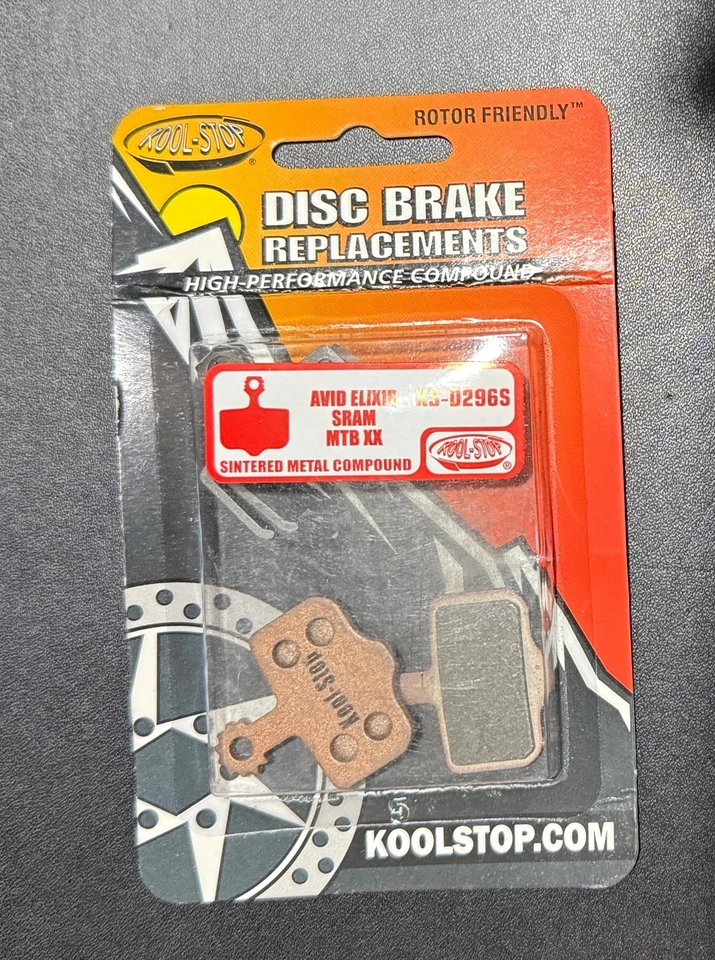 KOOL-STOP®
ROTOR FRIENDLY™
DISC BRAKE
REPLACEMENTS
HIGH-PERFORMANCE COMPOUND
AVID ELIXIR KS-D296S
SRAM
MTB XX
SINTERED METAL COMPOUND
KOOL-STOP®
Kool-Stop
5
KOOLSTOP.COM